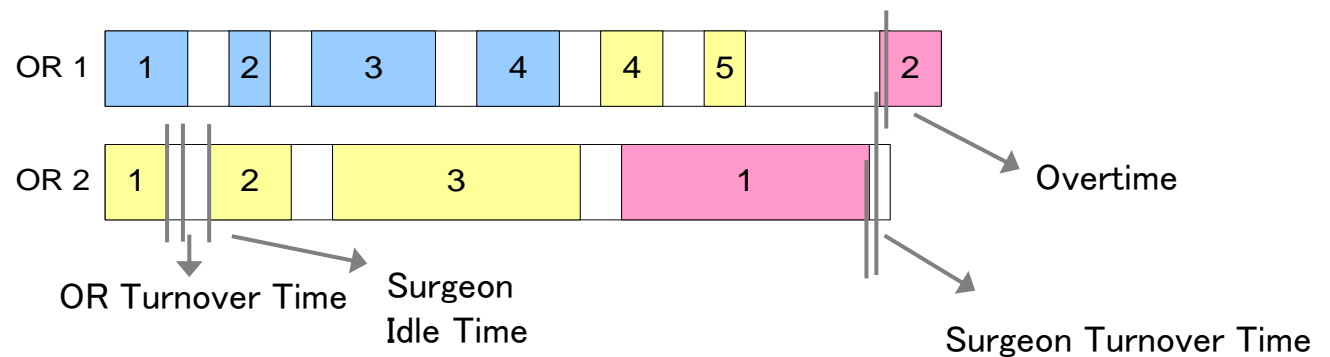 OR 1 1 2 3 4 4 5 2
OR 2 1 2 3 1
Overtime
OR Turnover Time
Surgeon
Idle Time
Surgeon Turnover Time